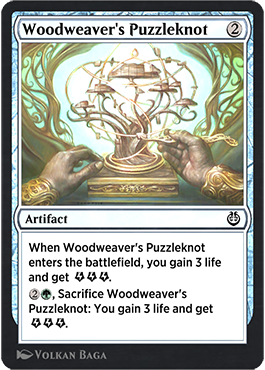 Woodweaver's Puzzleknot 2
Artifact
When Woodweaver's Puzzleknot
enters the battlefield, you gain 3 life
and get
2, Sacrifice Woodweaver's
Puzzleknot: You gain 3 life and get
.
VOLKAN BAGA